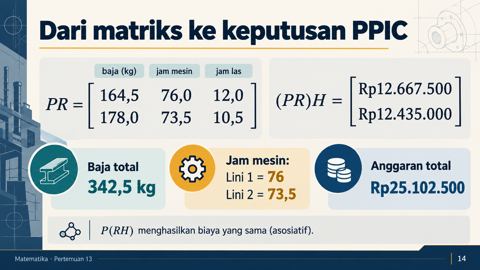 Dari matriks ke keputusan PPIC
baja (kg) jam mesin jam las
PR = [ 164,5 76,0 12,0
178,0 73,5 10,5 ]
(PR)H = [ Rp12.667.500
Rp12.435.000 ]
Baja total
342,5 kg
Jam mesin:
Lini 1 = 76
Lini 2 = 73,5
Anggaran total
Rp25.102.500
P(RH) menghasilkan biaya yang sama (asosiatif).
Matematika · Pertemuan 13
14